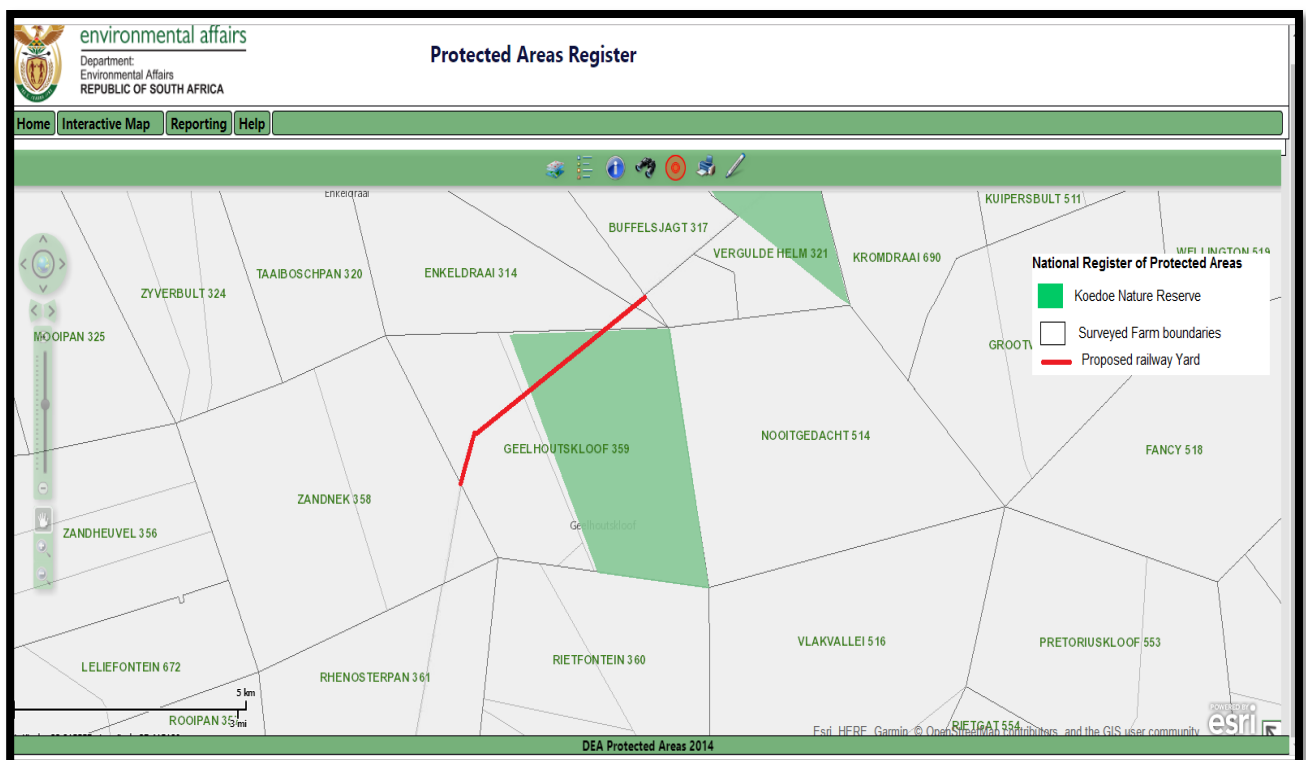 environmental affairs
Department:
Environmental Affairs
REPUBLIC OF SOUTH AFRICA
Protected Areas Register
Home Interactive Map Reporting Help
Enkeldraai
KUIPERSBULT 511
BUFFELSJAGT 317
VERGULDE HELM 321
KROMDRAAI 690
WELLINGTON 519
TAAIBOSCHPAN 320
ENKELDRAAI 314
National Register of Protected Areas
Koedoe Nature Reserve
Surveyed Farm boundaries
Proposed railway Yard
ZYVERBULT 324
MOOIPAN 325
GEELHOUTSKLOOF 359
NOOITGEDACHT 514
FANCY 518
ZANDNEK 358
Geelhoutskloof
ZANDHEUVEL 356
VLAKVALLEI 516
PRETORIUSKLOOF 553
RIETFONTEIN 360
LELIEFONTEIN 672
RHENOSTERPAN 361
5 km
3 mi
RIETGAT 554
POWERED BY
esri
Esri, HERE, Garmin, © OpenStreetMap contributors, and the GIS user community
DEA Protected Areas 2014